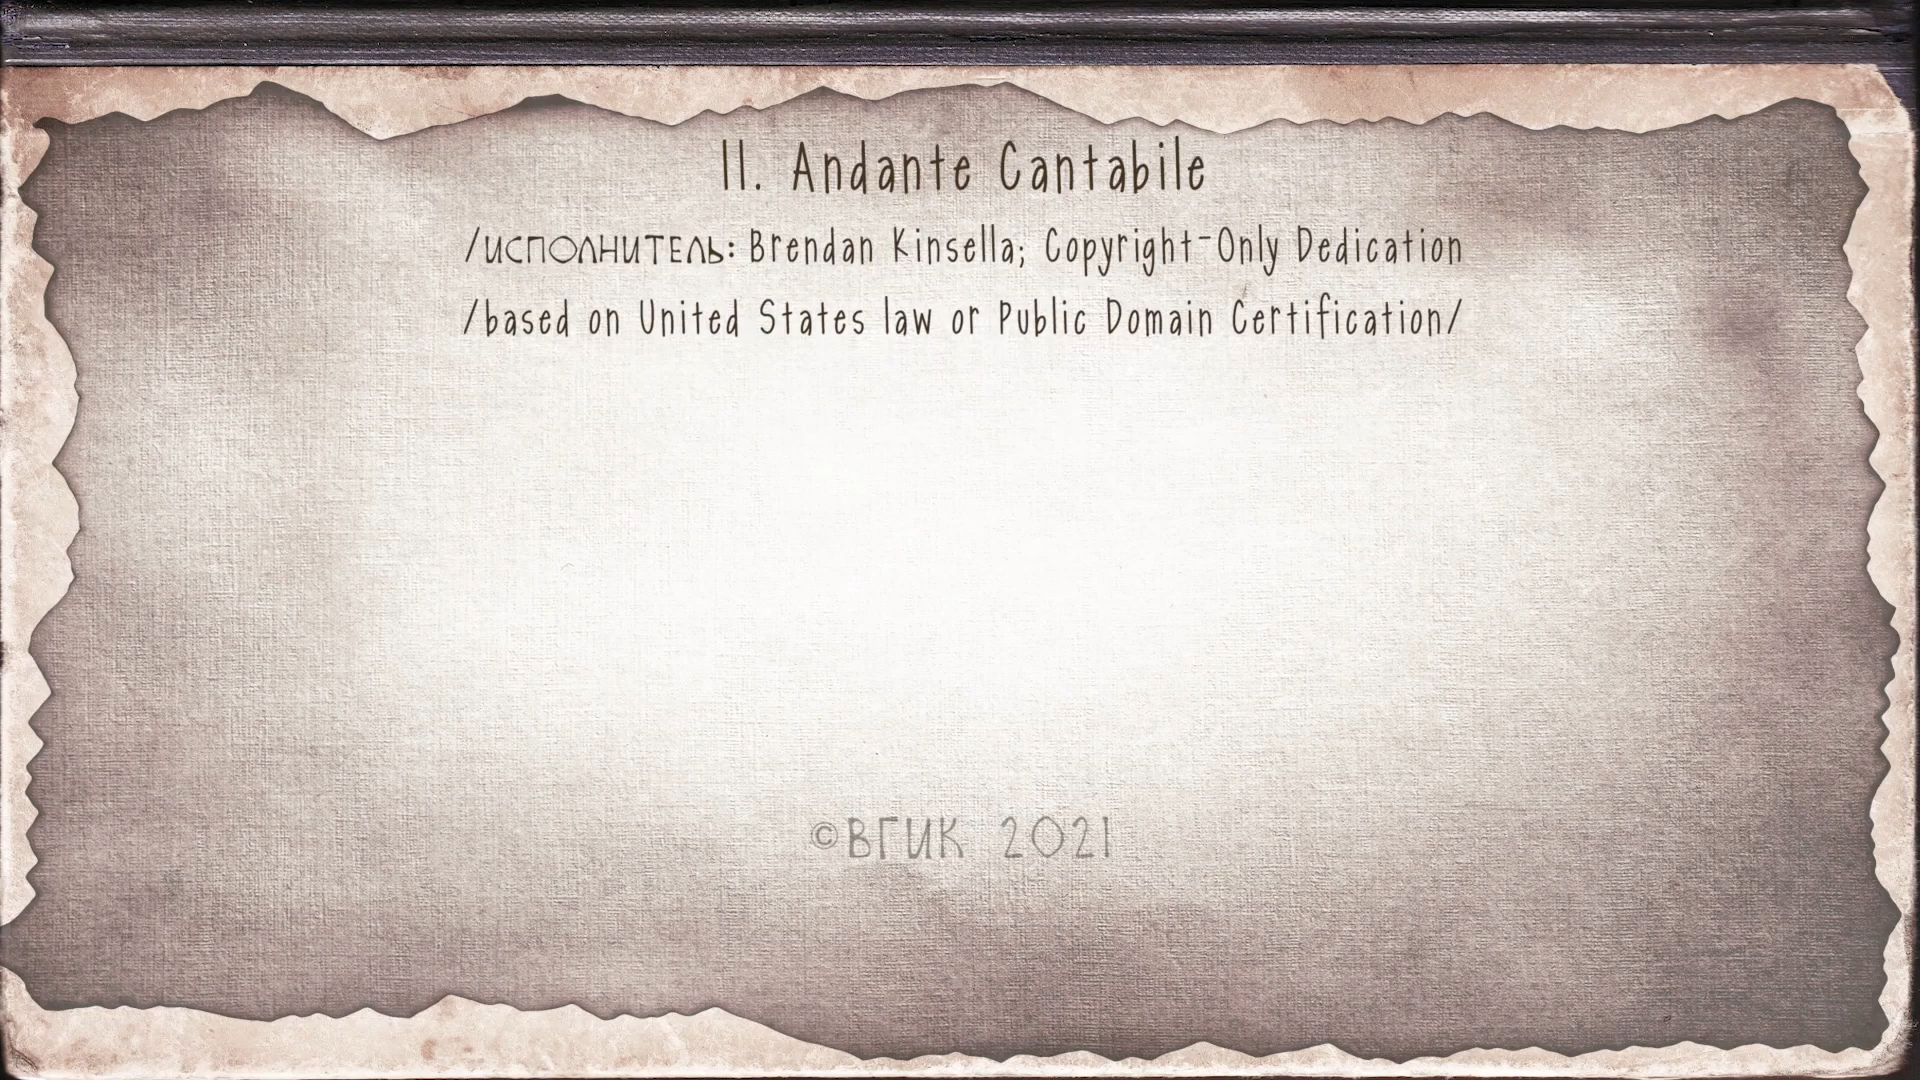 II. Andante Cantabile
/исполнитель: Brendan Kinsella; Copyright-Only Dedication
/based on United States law or Public Domain Certification/
©ВГИК 2021